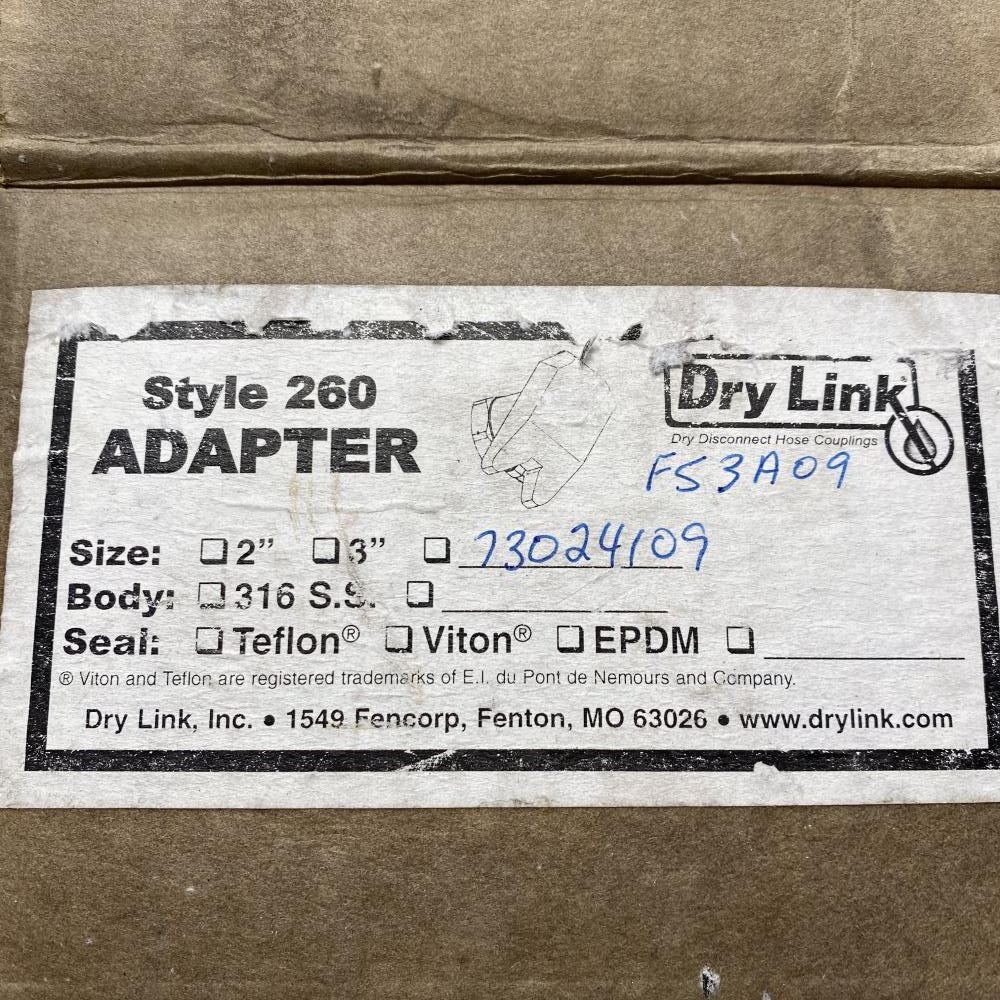 Style 260
ADAPTER
Dry Link
Dry Disconnect Hose Couplings
F53A09
Size: ☐ 2” ☐ 3” ☐ 73024109
Body: ☐ 316 S.S. ☐
Seal: ☐ Teflon® ☐ Viton® ☐ EPDM ☐
® Viton and Teflon are registered trademarks of E.I. du Pont de Nemours and Company.
Dry Link, Inc. • 1549 Fencorp, Fenton, MO 63026 • www.drylink.com